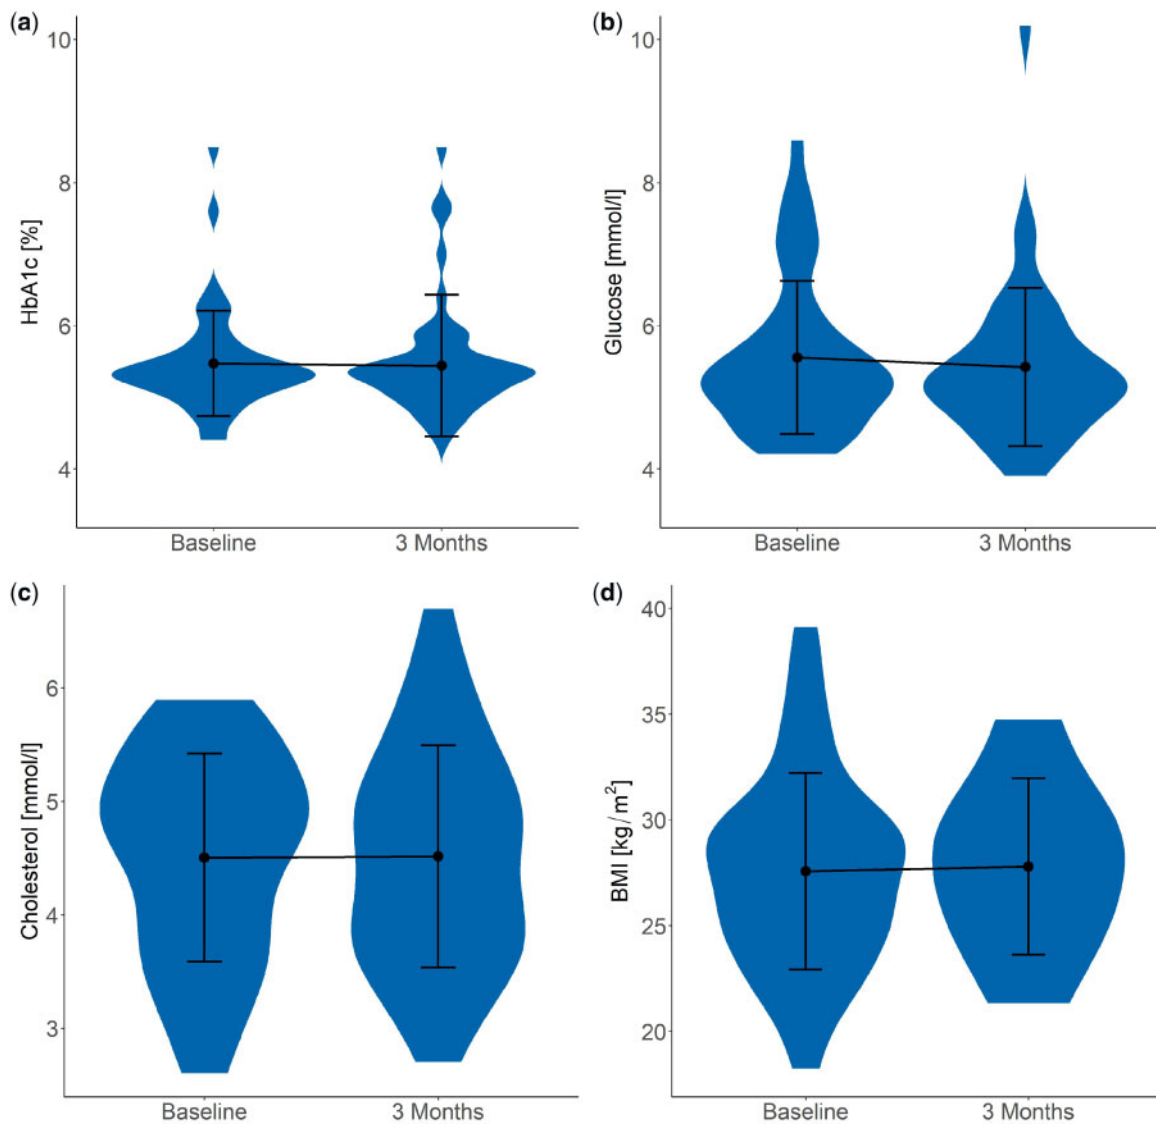 (a)
HbA1c [%]
10
8
6
4
Baseline 3 Months
(b)
Glucose [mmol/l]
10
8
6
4
Baseline 3 Months
(c)
Cholesterol [mmol/l]
6
5
4
3
Baseline 3 Months
(d)
BMI [kg/m²]
40
35
30
25
20
Baseline 3 Months